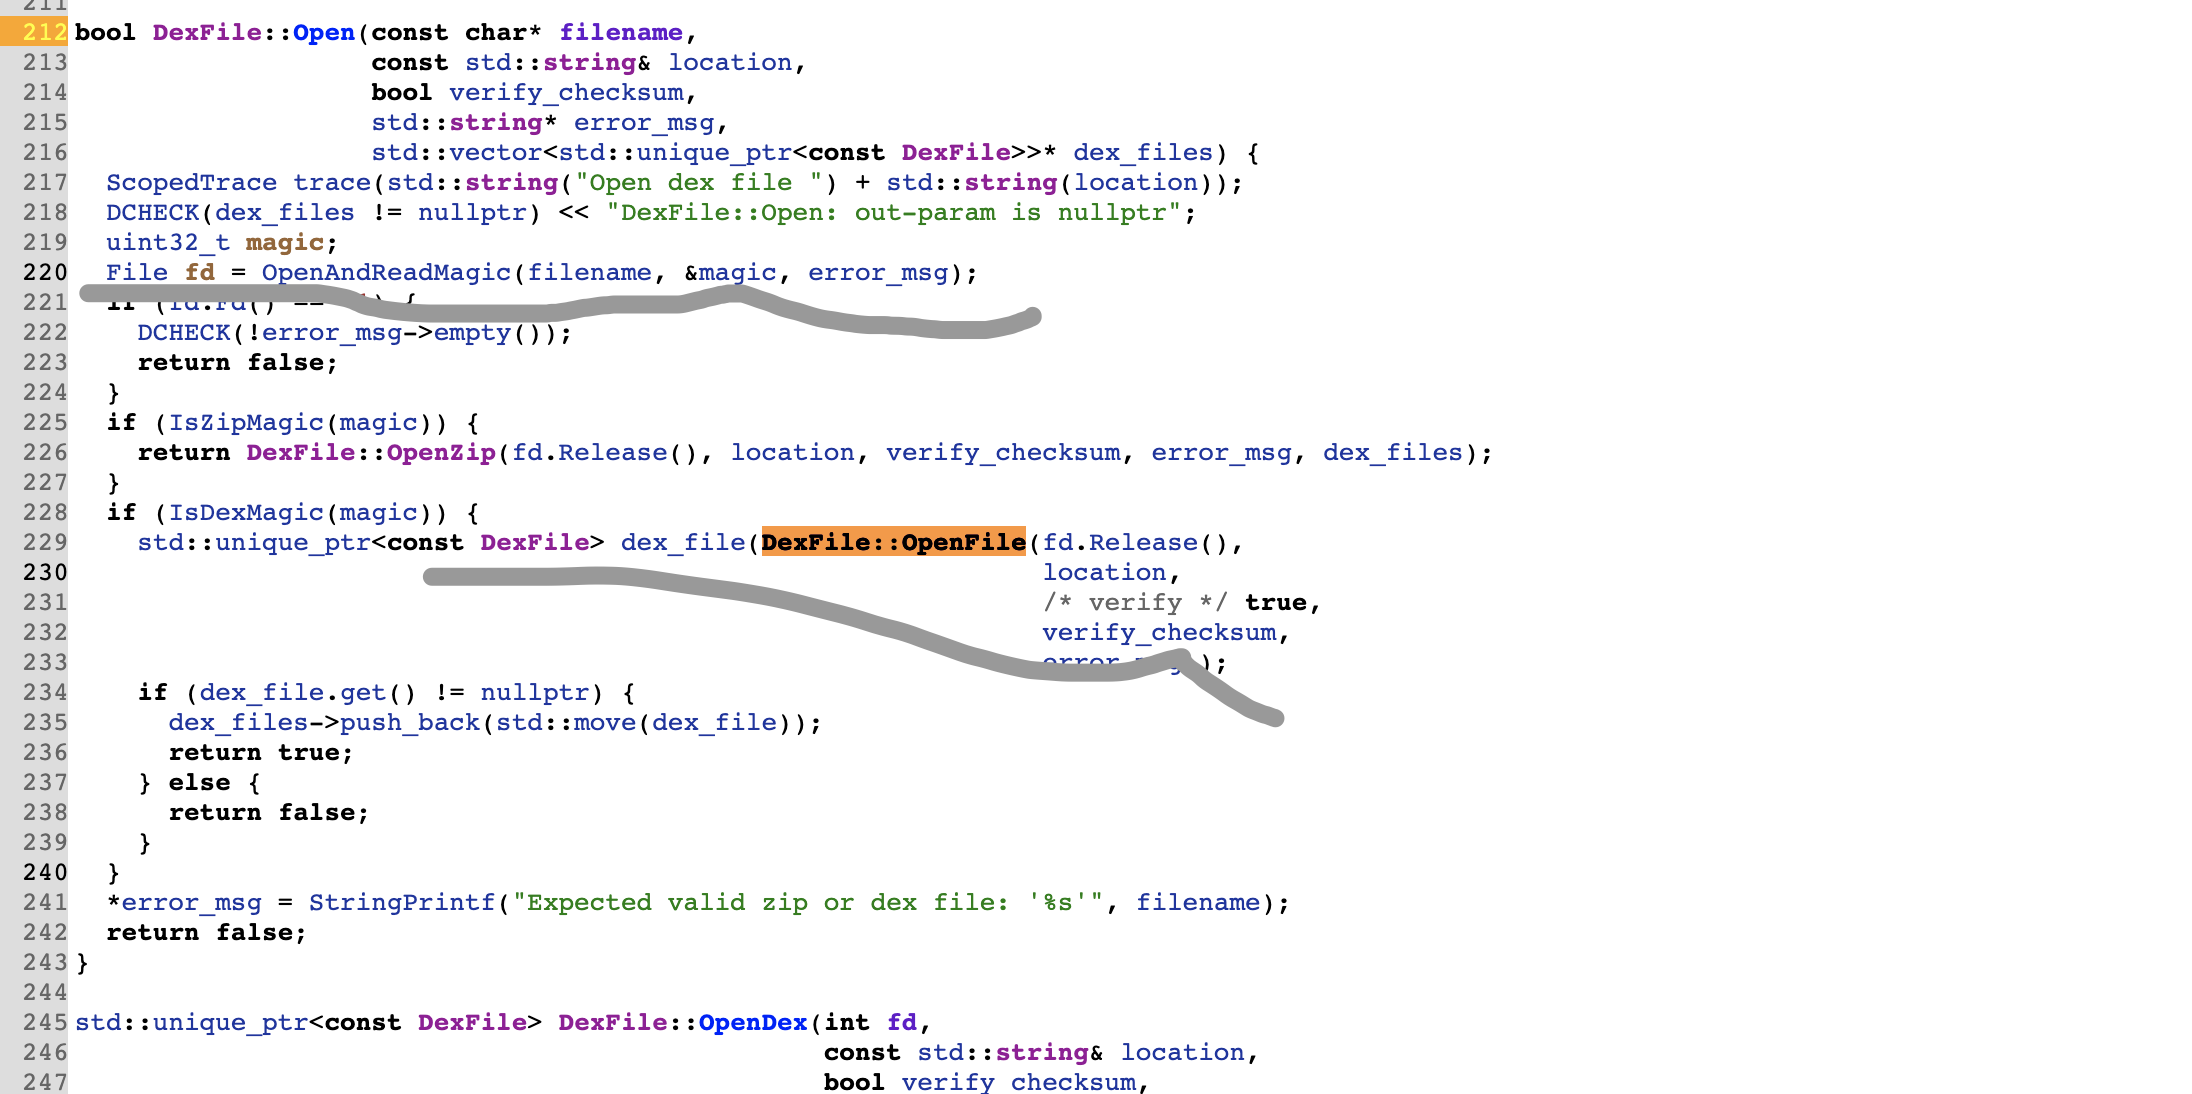 211
212 bool DexFile::Open(const char* filename,
213 const std::string& location,
214 bool verify_checksum,
215 std::string* error_msg,
216 std::vector<std::unique_ptr<const DexFile>>* dex_files) {
217 ScopedTrace trace(std::string("Open dex file ") + std::string(location));
218 DCHECK(dex_files != nullptr) << "DexFile::Open: out-param is nullptr";
219 uint32_t magic;
220 File fd = OpenAndReadMagic(filename, &magic, error_msg);
221 if (fd.Fd() == ) {
222 DCHECK(!error_msg->empty());
223 return false;
224 }
225 if (IsZipMagic(magic)) {
226 return DexFile::OpenZip(fd.Release(), location, verify_checksum, error_msg, dex_files);
227 }
228 if (IsDexMagic(magic)) {
229 std::unique_ptr<const DexFile> dex_file(DexFile::OpenFile(fd.Release(),
230 location,
231 /* verify */ true,
232 verify_checksum,
233 error_msg);
234 if (dex_file.get() != nullptr) {
235 dex_files->push_back(std::move(dex_file));
236 return true;
237 } else {
238 return false;
239 }
240 }
241 *error_msg = StringPrintf("Expected valid zip or dex file: '%s'", filename);
242 return false;
243 }
244
245 std::unique_ptr<const DexFile> DexFile::OpenDex(int fd,
246 const std::string& location,
247 bool verify_checksum,